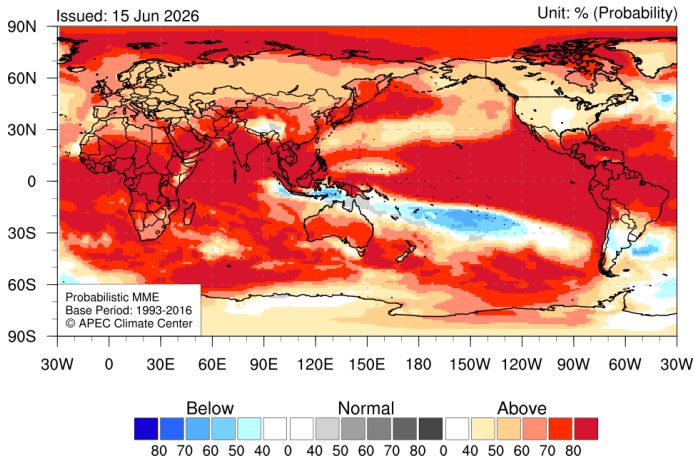 Issued: 15 Jun 2026
Unit: % (Probability)
90N
60N
30N
0
30S
60S
90S
Probabilistic MME
Base Period: 1993-2016
© APEC Climate Center
30W 0 30E 60E 90E 120E 150E 180 150W 120W 90W 60W 30W
Below Normal Above
80 70 60 50 40 0 40 50 60 70 80 0 40 50 60 70 80